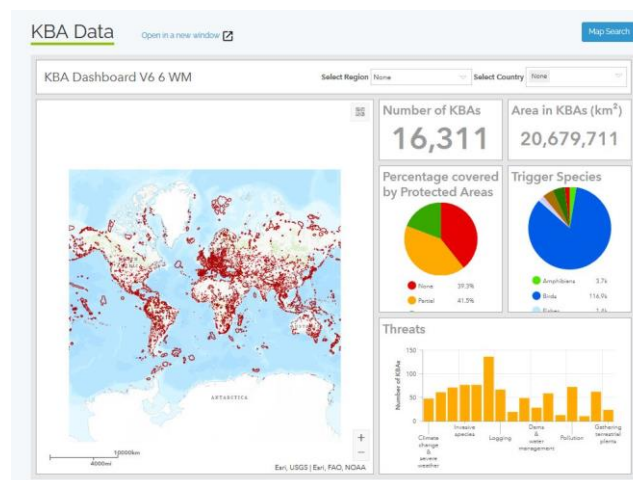 KBA Data
Open in a new window
Map Search
KBA Dashboard V6 6 WM
Select Region None
Select Country None
Number of KBAs
16,311
Area in KBAs (km²)
20,679,711
Percentage covered
by Protected Areas
None 39.3%
Partial 41.5%
Trigger Species
Amphibians 3.7k
Birds 116.9k
ANTARCTICA
10000km
4000mi
Esri, USGS | Esri, FAO, NOAA
Threats
Number of KBAs
150
100
50
0
Climate
change
&
severe
weather
Invasive
species
Logging
Dams
&
water
management
Pollution
Gathering
terrestrial
plants